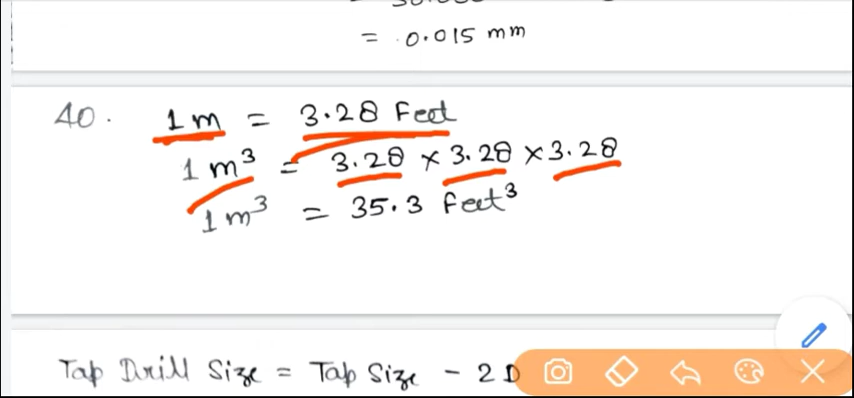 = 0.015 mm
40. 1 m = 3.28 Feet
1 m³ = 3.28 × 3.28 × 3.28
1 m³ = 35.3 feet³
Tap Drill Size = Tap Size - 2D